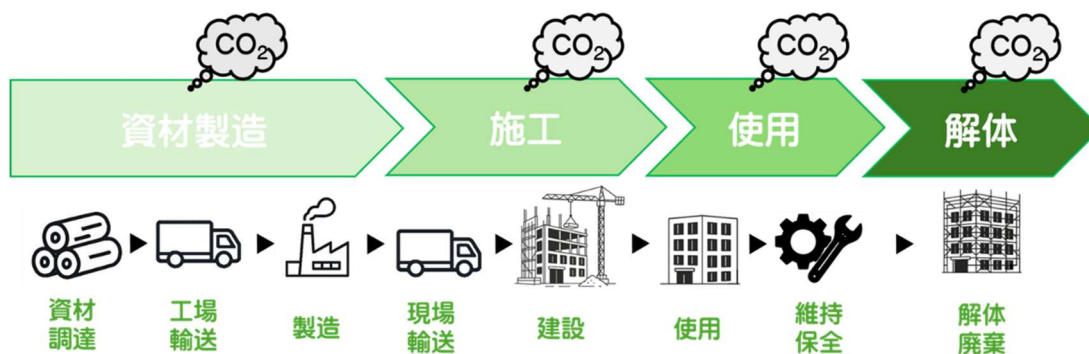 CO2
CO2
CO2
CO2
資材製造
施工
使用
解体
資材
調達
工場
輸送
製造
現場
輸送
建設
使用
維持
保全
解体
廃棄